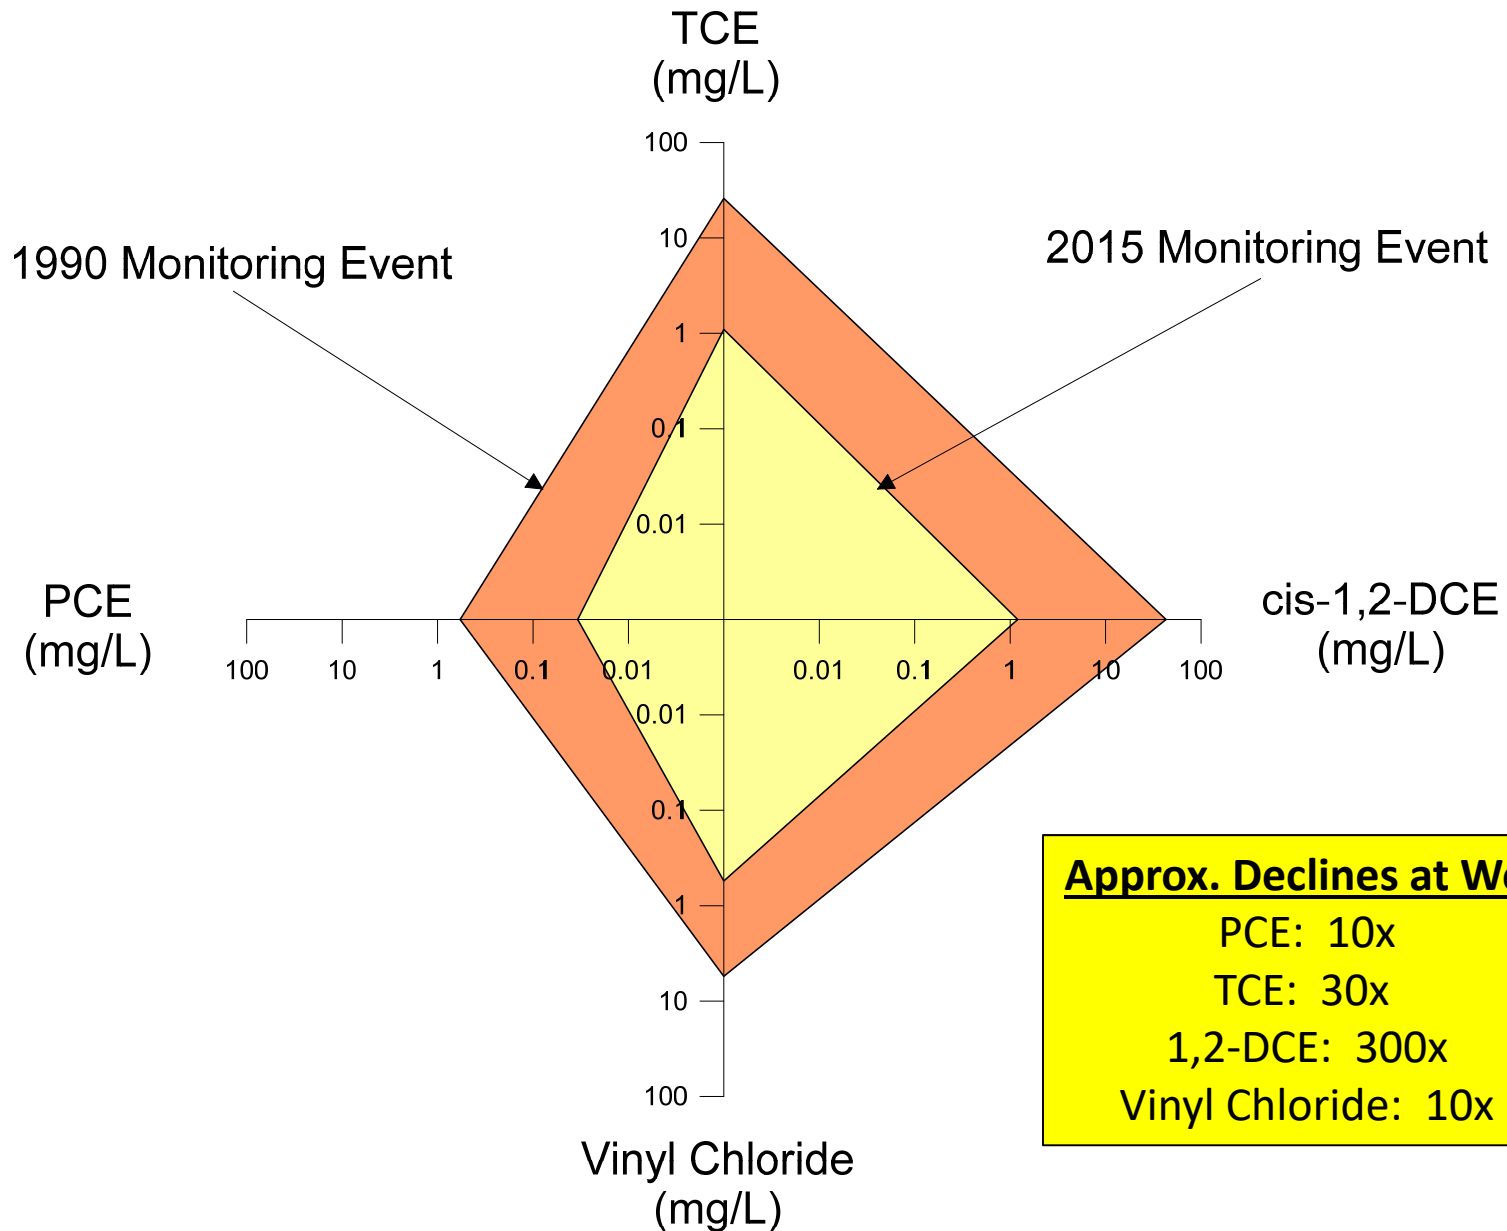 TCE
(mg/L)
100
10
1
0.1
0.01
1990 Monitoring Event
2015 Monitoring Event
PCE
(mg/L)
cis-1,2-DCE
(mg/L)
100 10 1 0.1 0.01 0.01 0.1 1 10 100
0.01
0.1
1
10
100
Vinyl Chloride
(mg/L)
Approx. Declines at
PCE: 10x
TCE: 30x
1,2-DCE: 300x
Vinyl Chloride: 10x